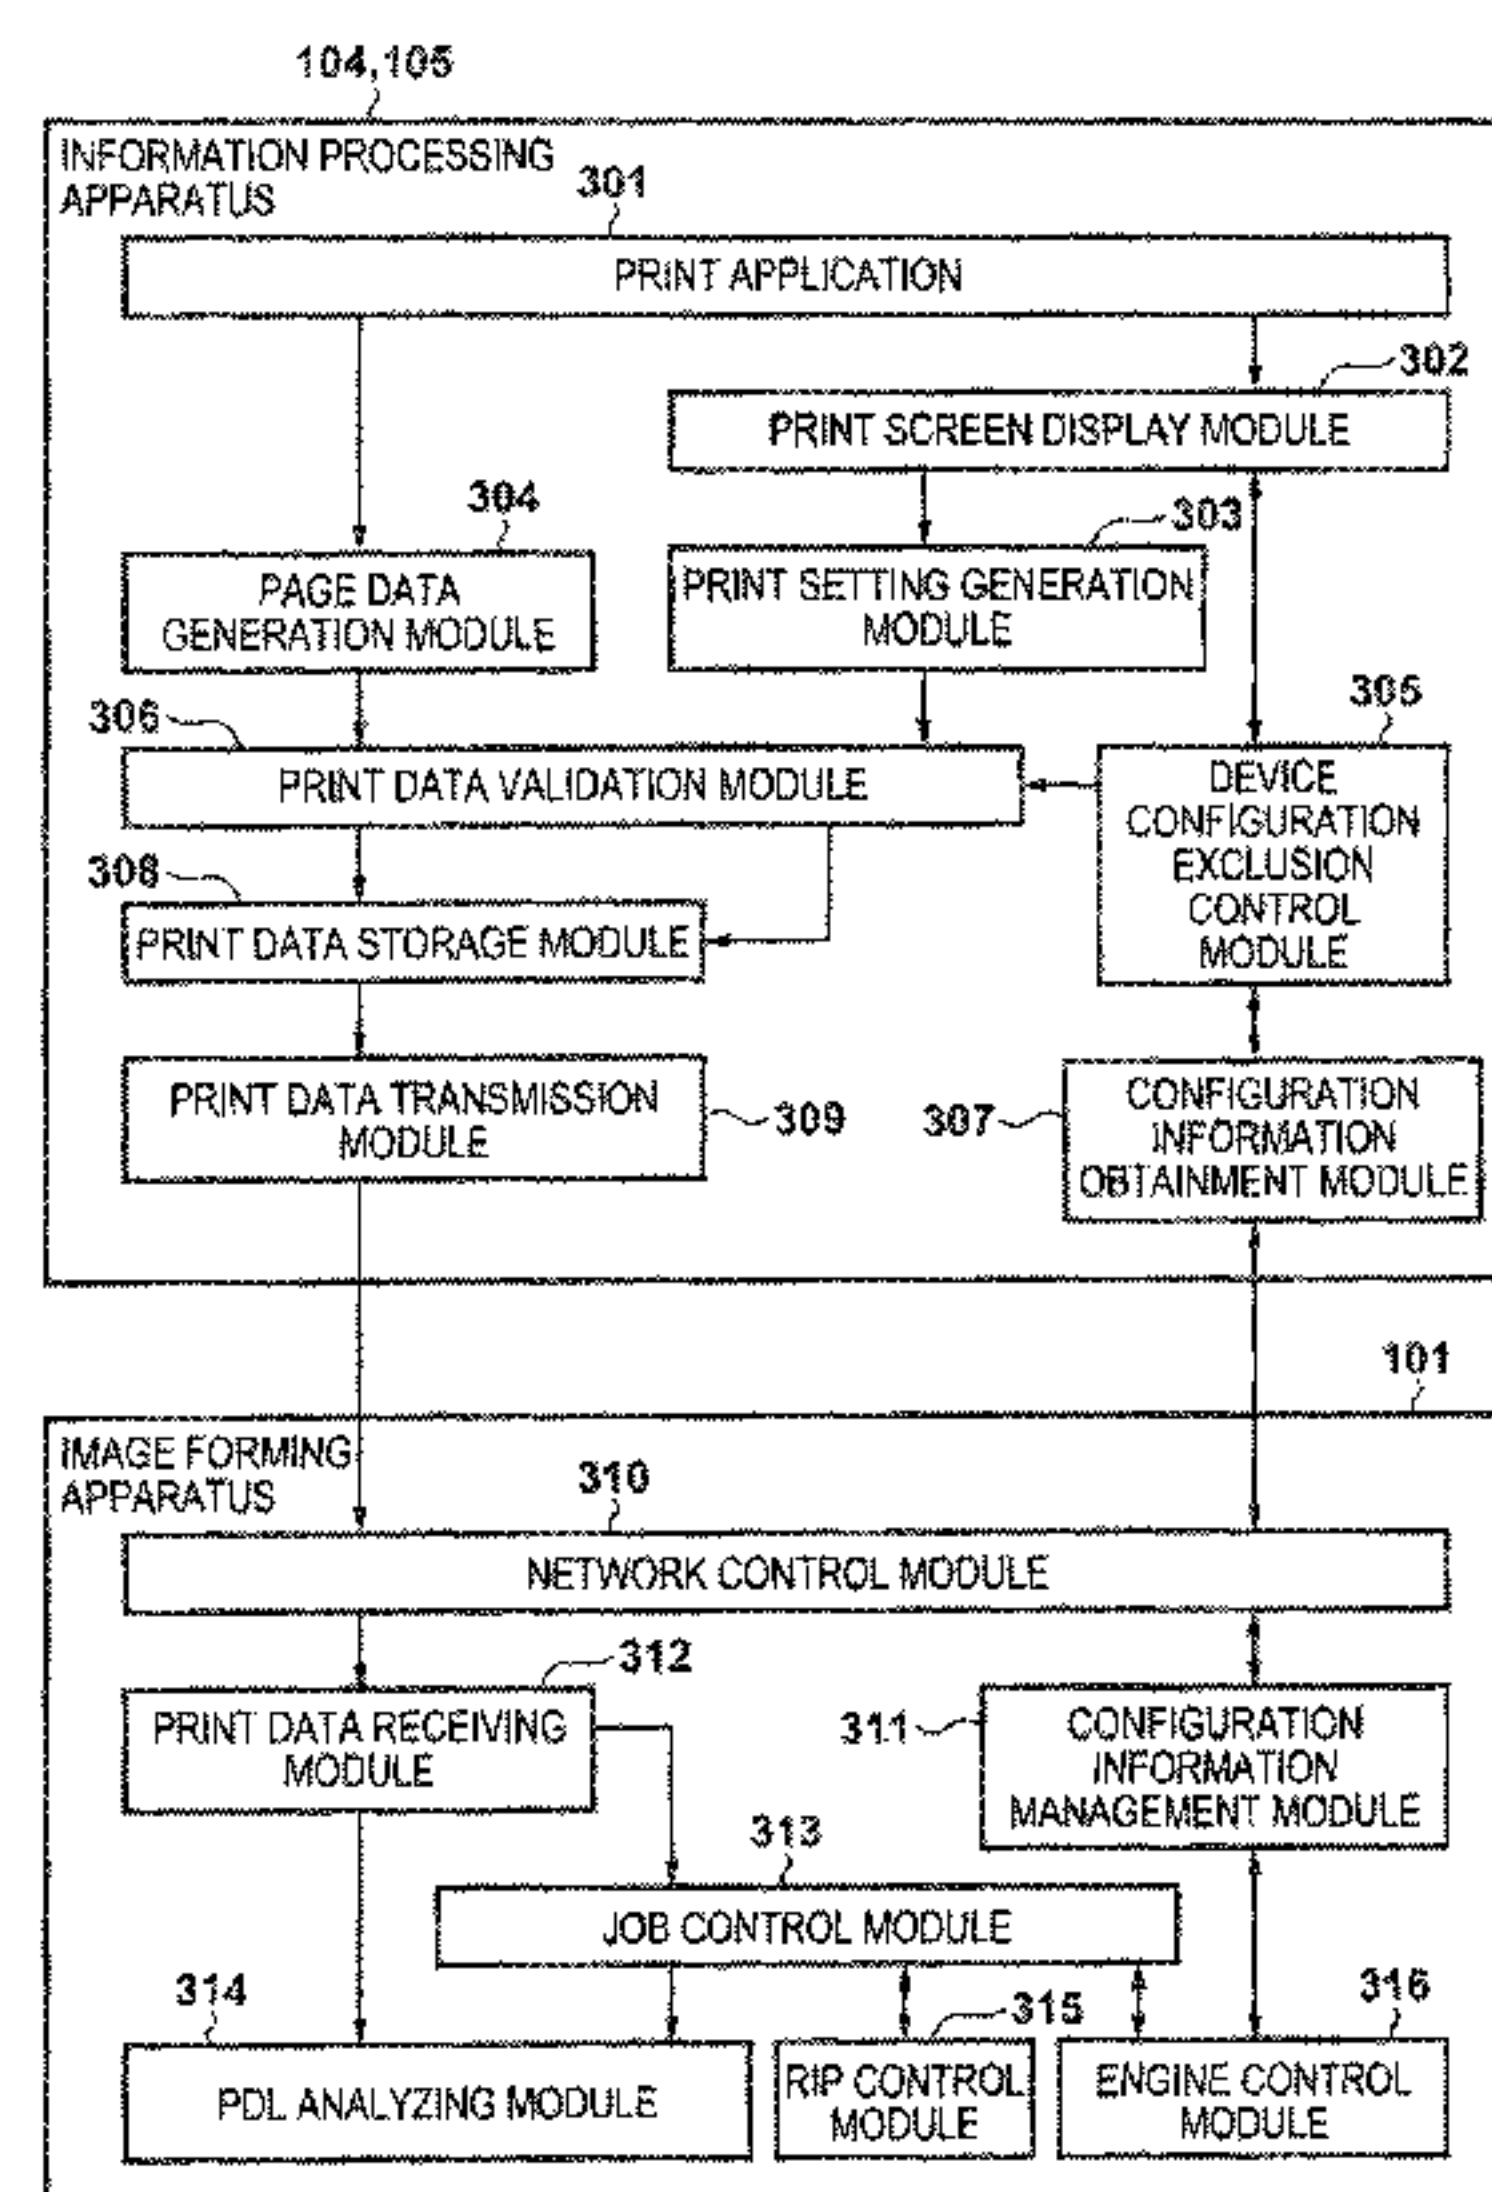 104,105
INFORMATION PROCESSING
APPARATUS
301
PRINT APPLICATION
302
PRINT SCREEN DISPLAY MODULE
304
303
PAGE DATA
GENERATION MODULE
PRINT SETTING GENERATION
MODULE
305
306
PRINT DATA VALIDATION MODULE
DEVICE
CONFIGURATION
EXCLUSION
CONTROL
MODULE
308
PRINT DATA STORAGE MODULE
PRINT DATA TRANSMISSION
MODULE
309
307
CONFIGURATION
INFORMATION
OBTAINMENT MODULE
101
IMAGE FORMING
APPARATUS
310
NETWORK CONTROL MODULE
312
PRINT DATA RECEIVING
MODULE
311
CONFIGURATION
INFORMATION
MANAGEMENT MODULE
313
JOB CONTROL MODULE
314
315
316
PDL ANALYZING MODULE
RIP CONTROL
MODULE
ENGINE CONTROL
MODULE